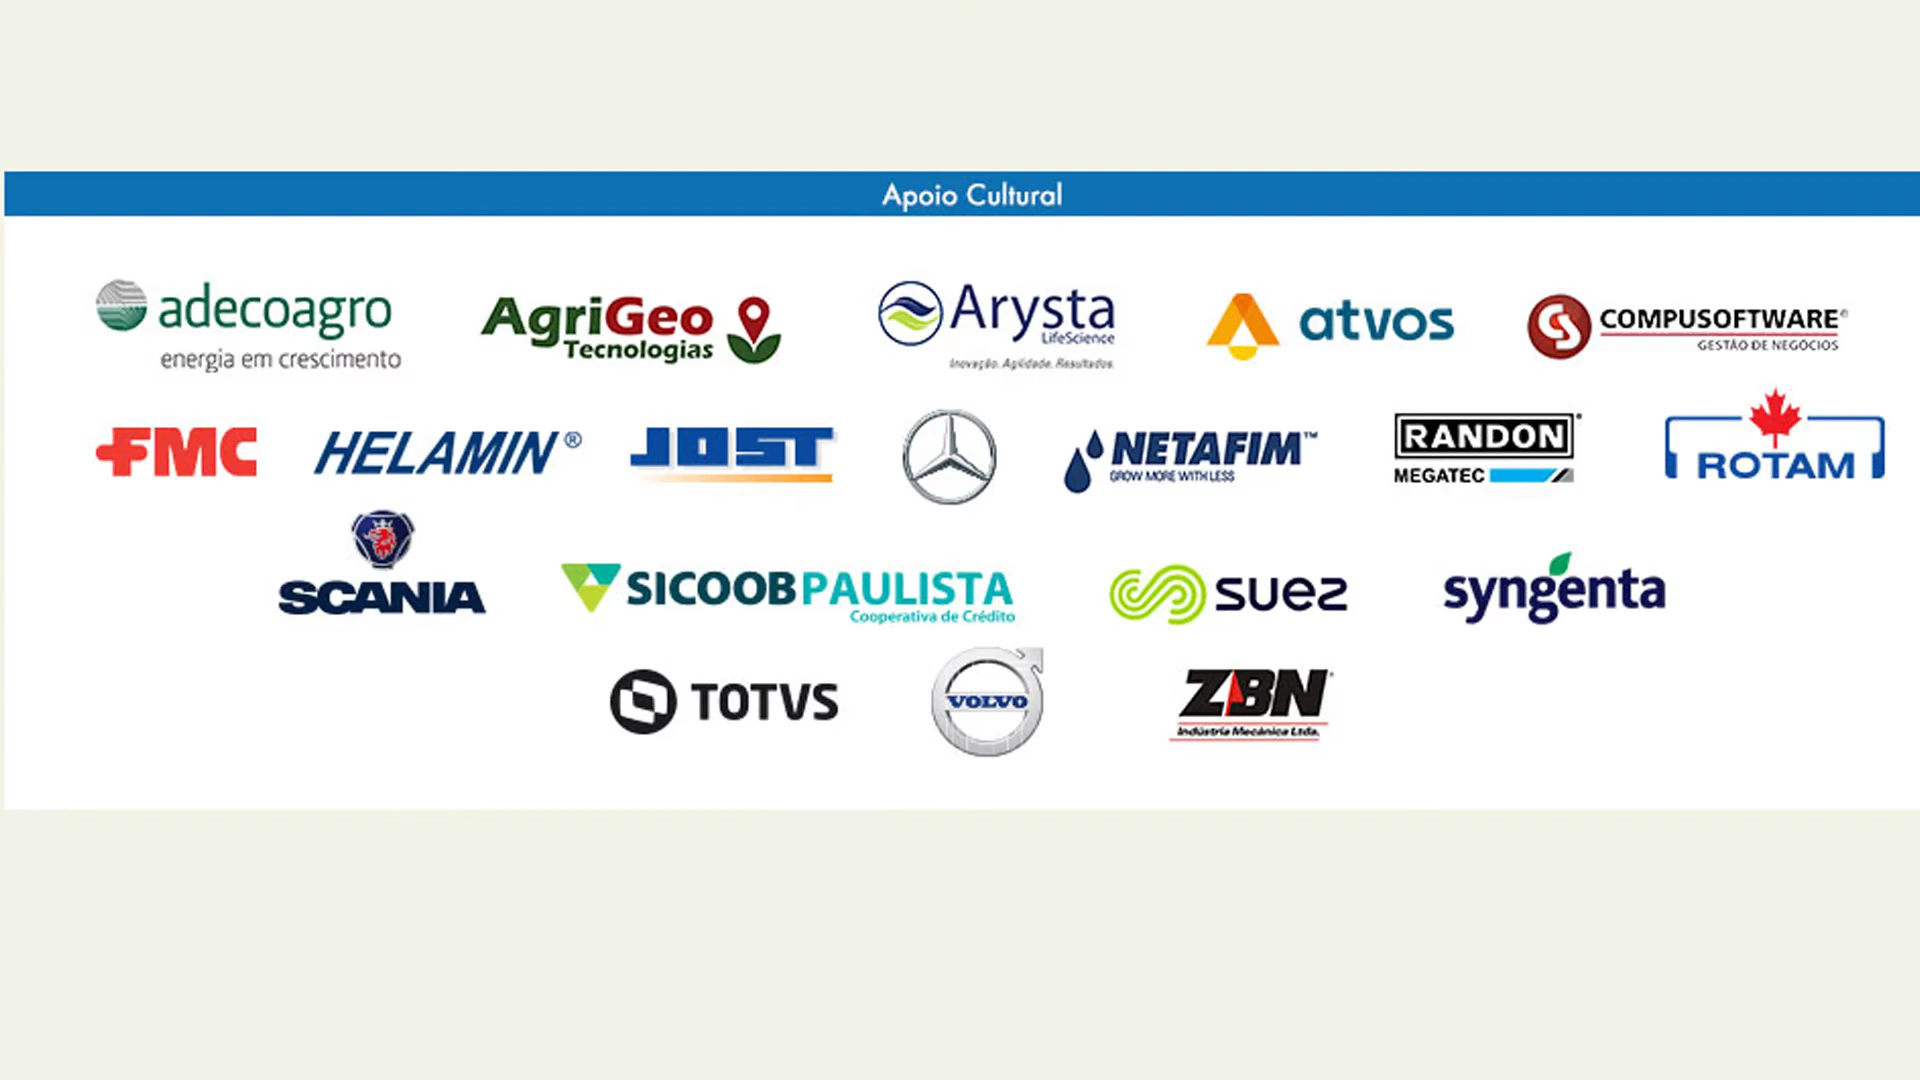 Apoio Cultural
adecoagro
energia em crescimento
AgriGeo
Tecnologias
Arysta
LifeScience
Inovação. Agilidade. Resultados.
atvos
COMPUSOFTWARE®
GESTÃO DE NEGÓCIOS
FMC
HELAMIN®
JOST
NETAFIM™
GROW MORE WITH LESS
RANDON
MEGATEC
ROTAM
SCANIA
SICOOBPAULISTA
Cooperativa de Crédito
suez
syngenta
TOTVS
VOLVO
ZBN
Indústria Mecânica Ltda.